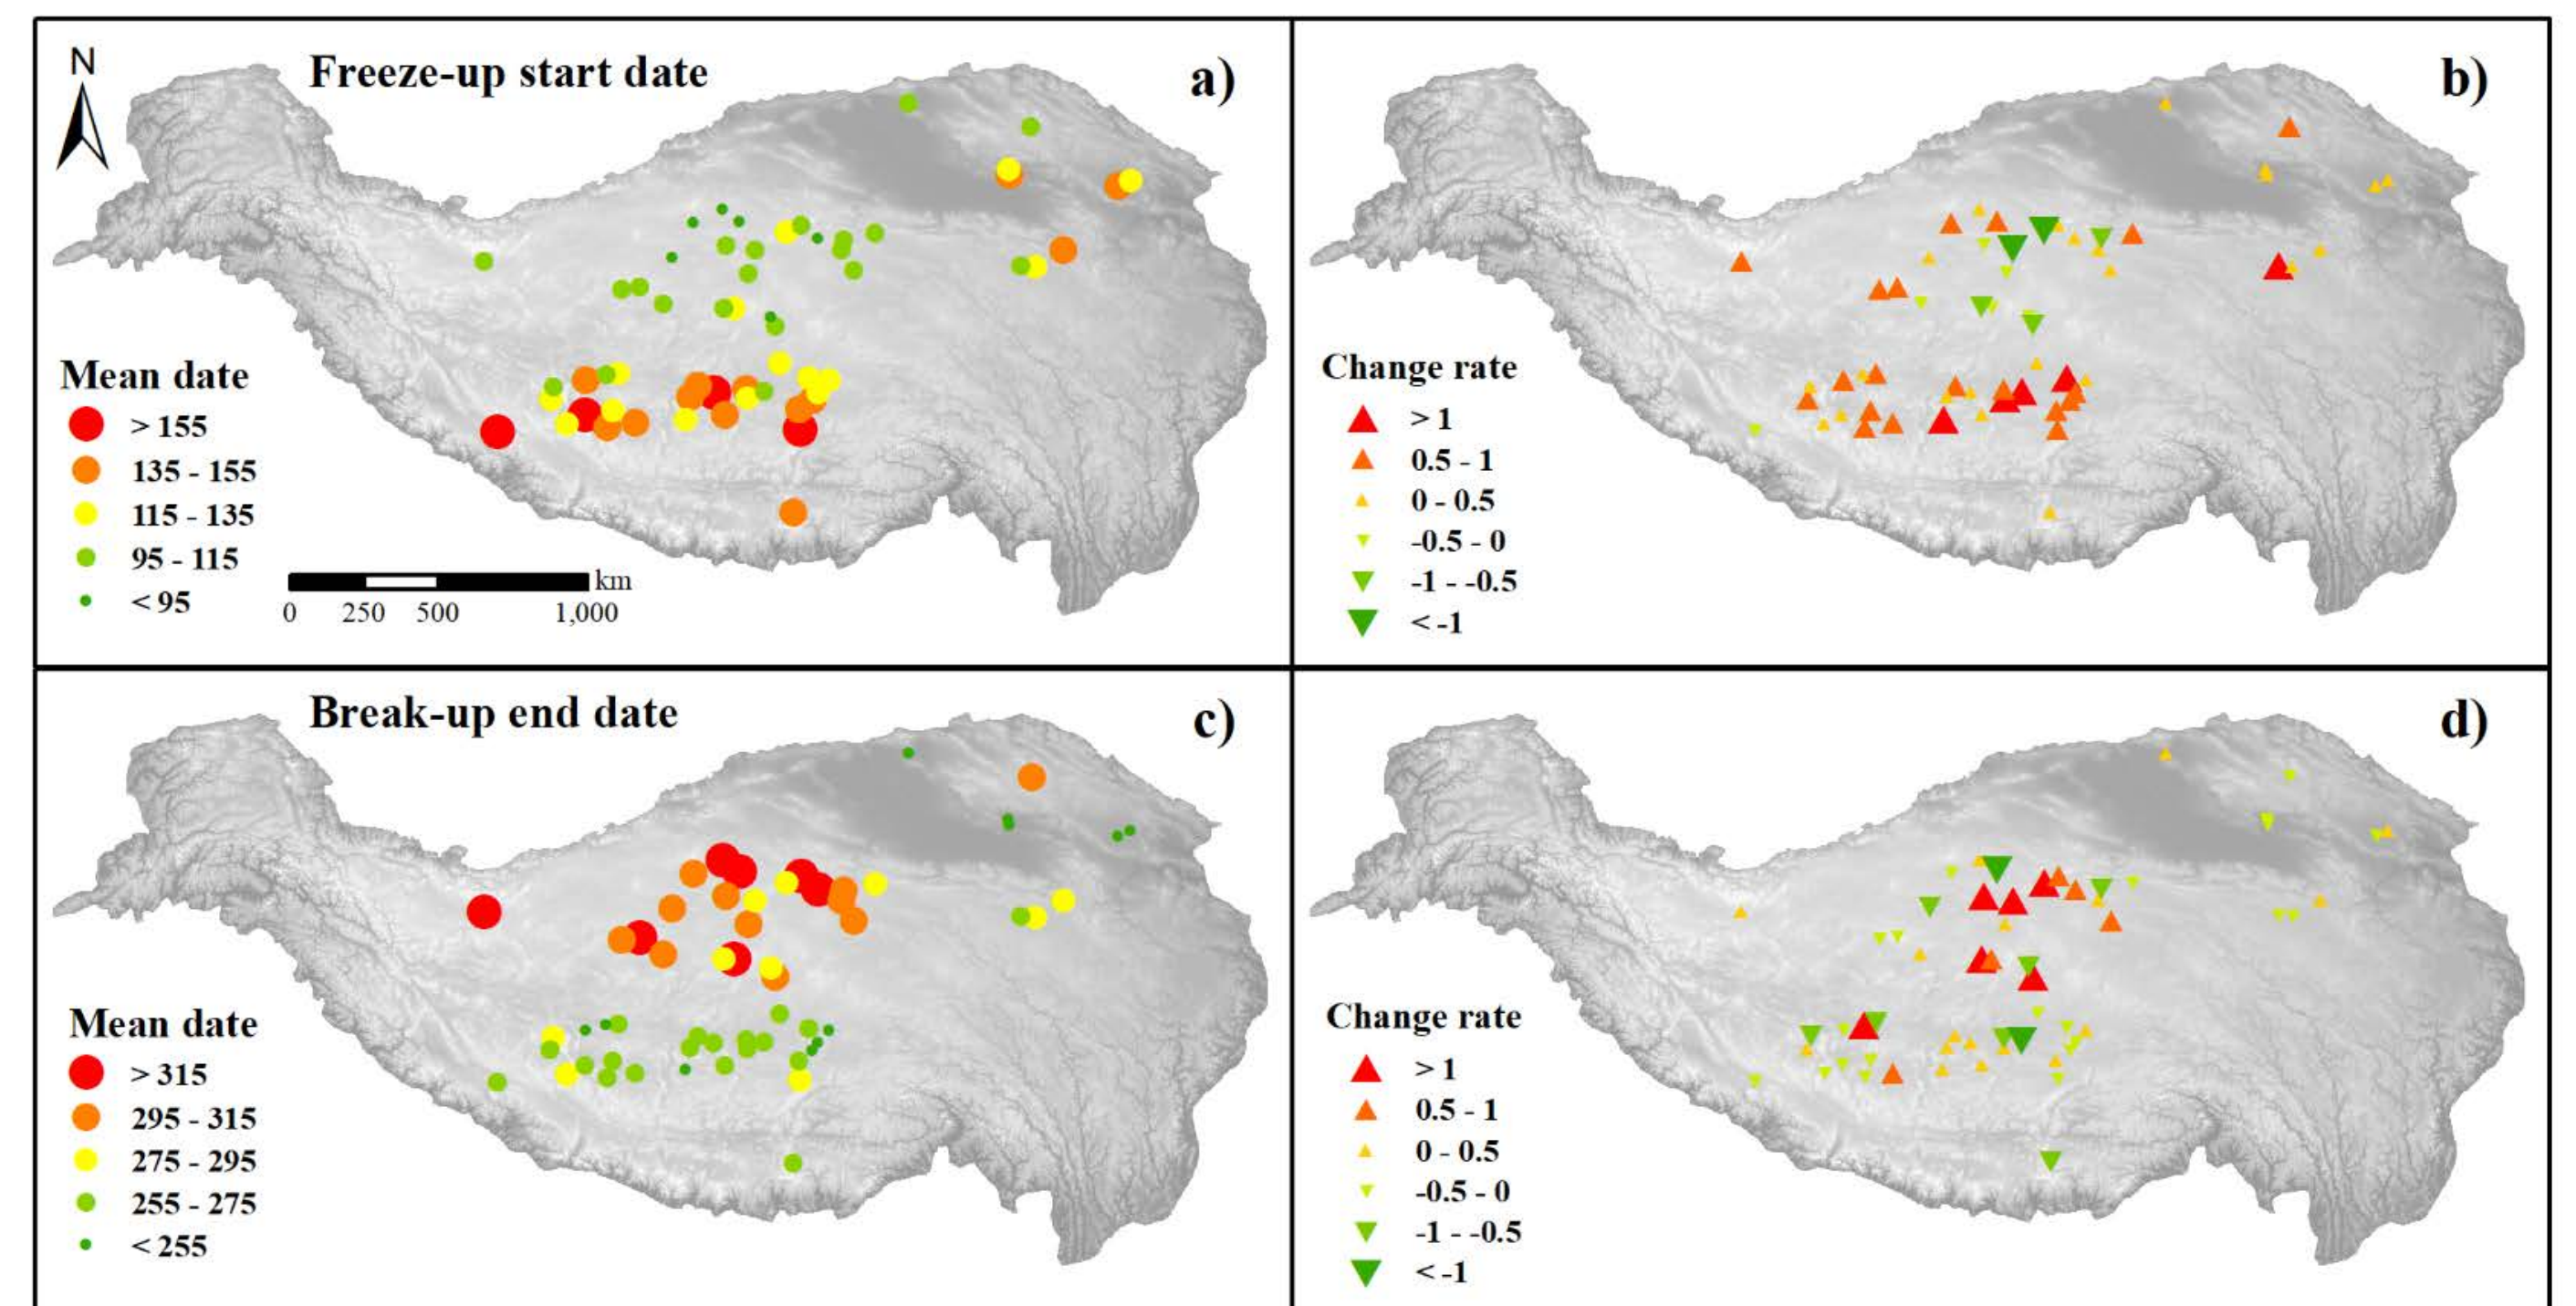 N
Freeze-up start date
a)
Mean date
> 155
135 - 155
115 - 135
95 - 115
< 95
km
0 250 500 1,000
b)
Change rate
> 1
0.5 - 1
0 - 0.5
-0.5 - 0
-1 - -0.5
< -1
Break-up end date
c)
Mean date
> 315
295 - 315
275 - 295
255 - 275
< 255
d)
Change rate
> 1
0.5 - 1
0 - 0.5
-0.5 - 0
-1 - -0.5
< -1